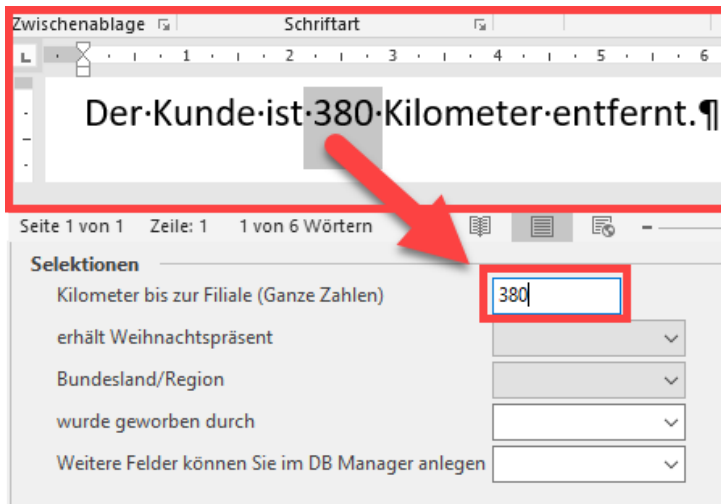 Zwischenablage Schriftart
L 1 2 3 4 5 6
Der·Kunde·ist·380·Kilometer·entfernt.¶
Seite 1 von 1 Zeile: 1 1 von 6 Wörtern
Selektionen
Kilometer bis zur Filiale (Ganze Zahlen) 380
erhält Weihnachtspräsent
Bundesland/Region
wurde geworben durch
Weitere Felder können Sie im DB Manager anlegen